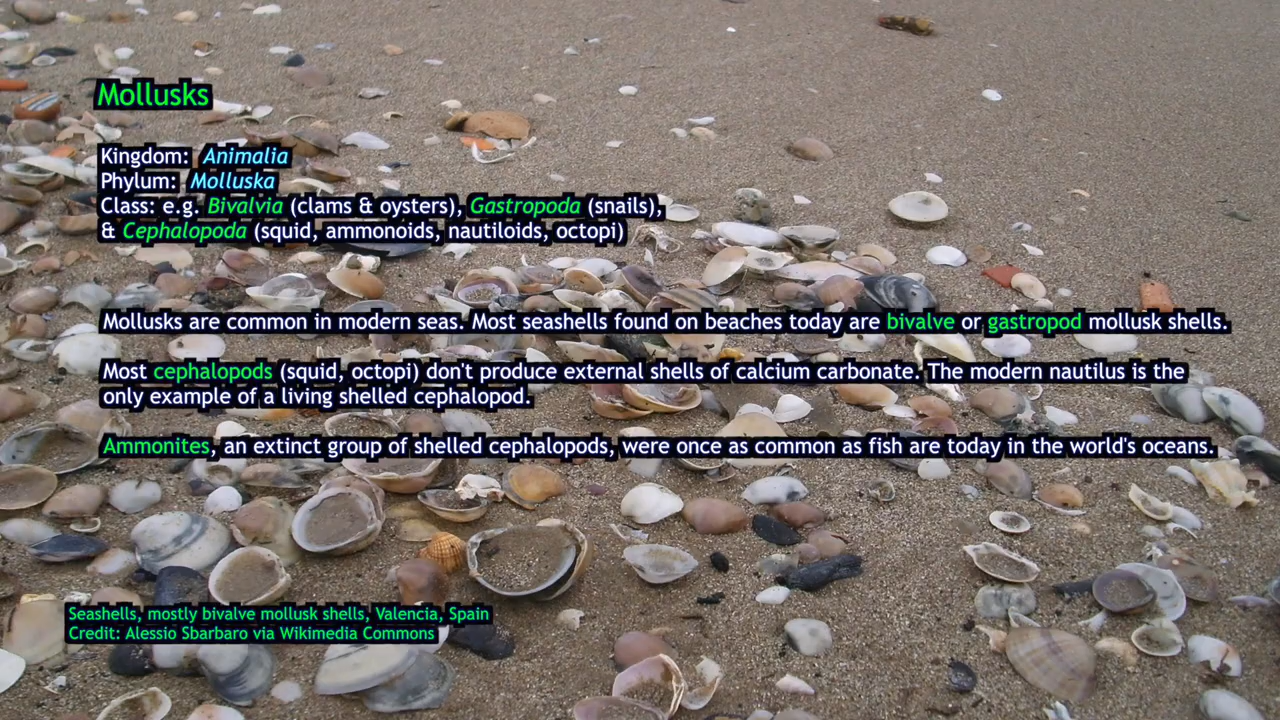 Mollusks
Kingdom: Animalia
Phylum: Molluska
Class: e.g. Bivalvia (clams & oysters), Gastropoda (snails),
& Cephalopoda (squid, ammonoids, nautiloids, octopi)
Mollusks are common in modern seas. Most seashells found on beaches today are bivalve or gastropod mollusk shells.
Most cephalopods (squid, octopi) don't produce external shells of calcium carbonate. The modern nautilus is the
only example of a living shelled cephalopod.
Ammonites, an extinct group of shelled cephalopods, were once as common as fish are today in the world's oceans.
Seashells, mostly bivalve mollusk shells, Valencia, Spain
Credit: Alessio Sbarbaro via Wikimedia Commons